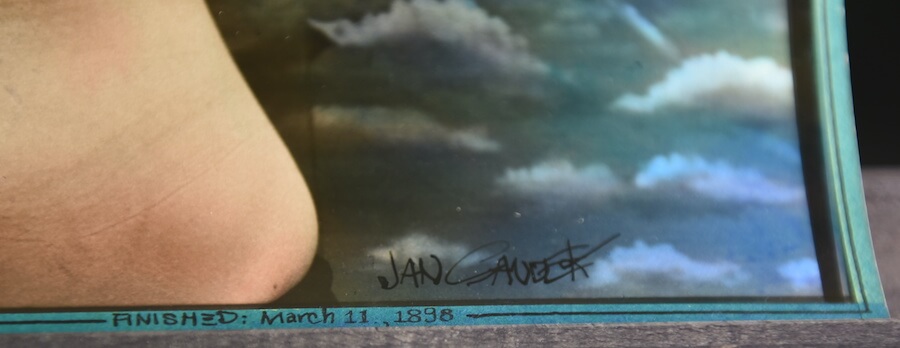 JAN SAUDEK
FINISHED: March 11., 1898